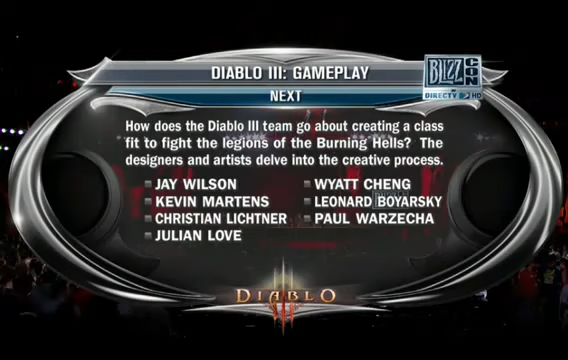 DIABLO III: GAMEPLAY
BLIZZ
CON
DIRECTV HD
NEXT
How does the Diablo III team go about creating a class
fit to fight the legions of the Burning Hells? The
designers and artists delve into the creative process.
JAY WILSON
WYATT CHENG
KEVIN MARTENS
LEONARD BOYARSKY
CHRISTIAN LICHTNER
PAUL WARZECHA
JULIAN LOVE
DIABLO
III